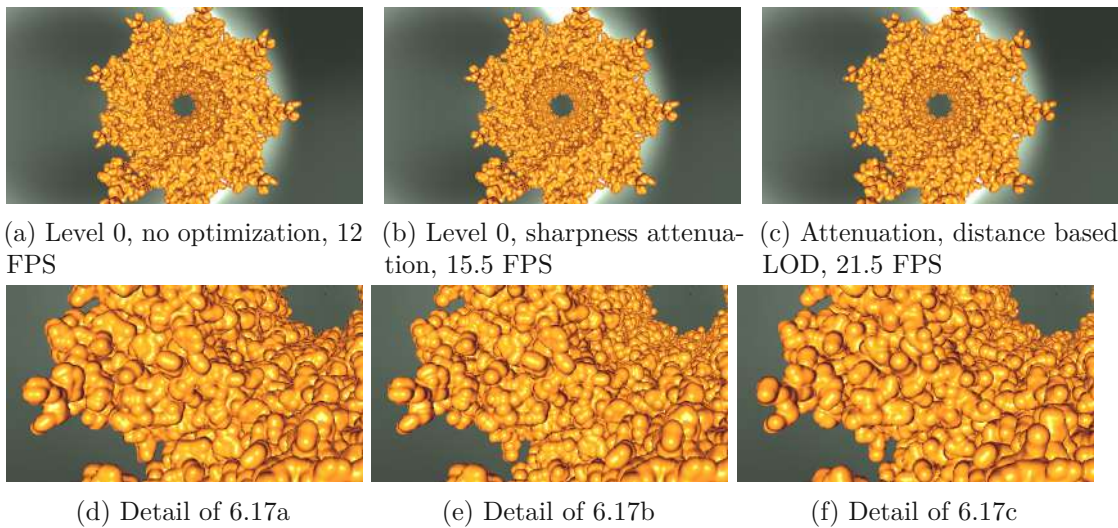 (a) Level 0, no optimization, 12
FPS
(b) Level 0, sharpness attenua-
tion, 15.5 FPS
(c) Attenuation, distance based
LOD, 21.5 FPS
(d) Detail of 6.17a
(e) Detail of 6.17b
(f) Detail of 6.17c